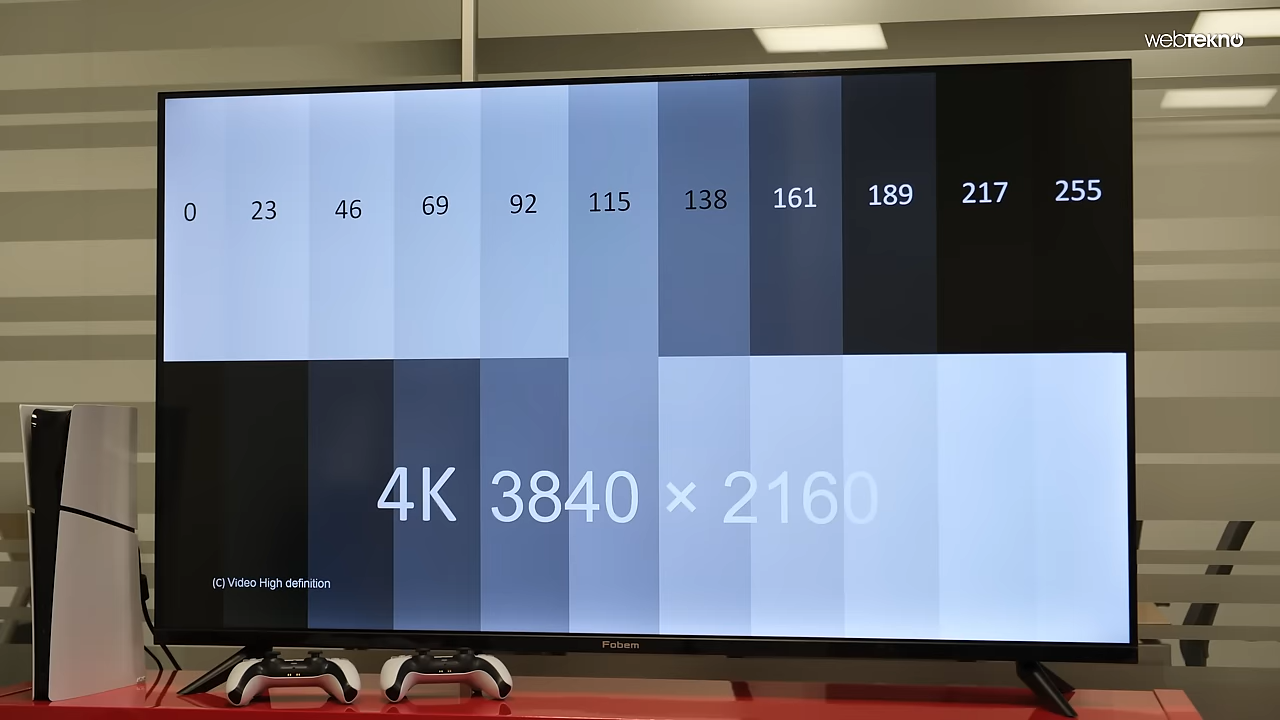 webTEKNO
0 23 46 69 92 115 138 161 189 217 255
4K 3840 × 2160
(C) Video High definition
Fobem